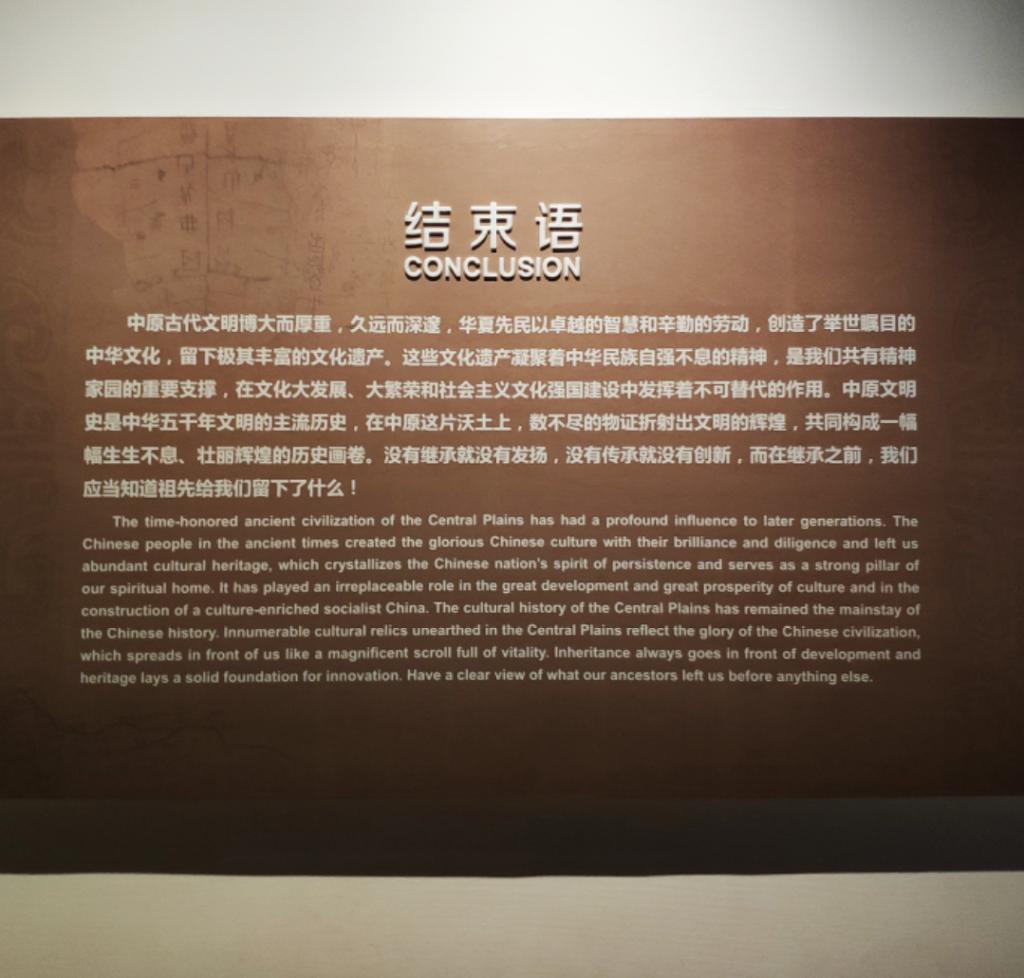 结束语
CONCLUSION
中原古代文明博大而厚重，久远而深邃，华夏先民以卓越的智慧和辛勤的劳动，创造了举世瞩目的
中华文化，留下极其丰富的文化遗产。这些文化遗产凝聚着中华民族自强不息的精神，是我们共有精神
家园的重要支撑，在文化大发展、大繁荣和社会主义文化强国建设中发挥着不可替代的作用。中原文明
史是中华五千年文明的主流历史，在中原这片沃土上，数不尽的物证折射出文明的辉煌，共同构成一幅
幅生生不息、壮丽辉煌的历史画卷。没有继承就没有发扬，没有传承就没有创新，而在继承之前，我们
应当知道祖先给我们留下了什么！
The time-honored ancient civilization of the Central Plains has had a profound influence to later generations. The
Chinese people in the ancient times created the glorious Chinese culture with their brilliance and diligence and left us
abundant cultural heritage, which crystallizes the Chinese nation's spirit of persistence and serves as a strong pillar of
our spiritual home. It has played an irreplaceable role in the great development and great prosperity of culture and in the
construction of a culture-enriched socialist China. The cultural history of the Central Plains has remained the mainstay of
the Chinese history. Innumerable cultural relics unearthed in the Central Plains reflect the glory of the Chinese civilization,
which spreads in front of us like a magnificent scroll full of vitality. Inheritance always goes in front of development and
heritage lays a solid foundation for innovation. Have a clear view of what our ancestors left us before anything else.